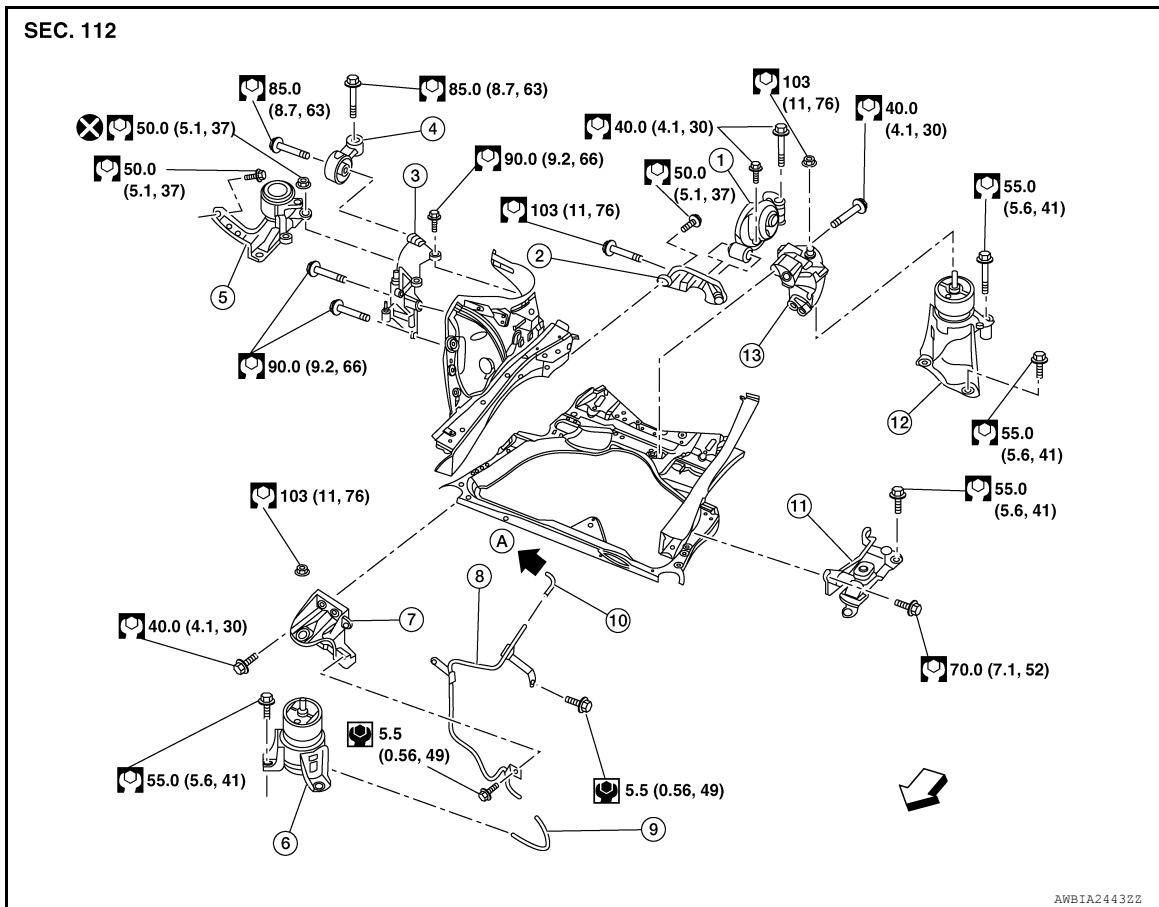 SEC. 112
85.0
(8.7, 63)
85.0 (8.7, 63)
50.0 (5.1, 37)
4
50.0
(5.1, 37)
90.0 (9.2, 66)
3
5
90.0 (9.2, 66)
103
(11, 76)
40.0
(4.1, 30)
40.0 (4.1, 30)
1
50.0
(5.1, 37)
103 (11, 76)
2
55.0
(5.6, 41)
13
12
55.0
(5.6, 41)
103 (11, 76)
55.0
(5.6, 41)
11
A
8
10
7
40.0 (4.1, 30)
70.0 (7.1, 52)
5.5
(0.56, 49)
55.0 (5.6, 41)
5.5 (0.56, 49)
6
9
AWBIA2443ZZ